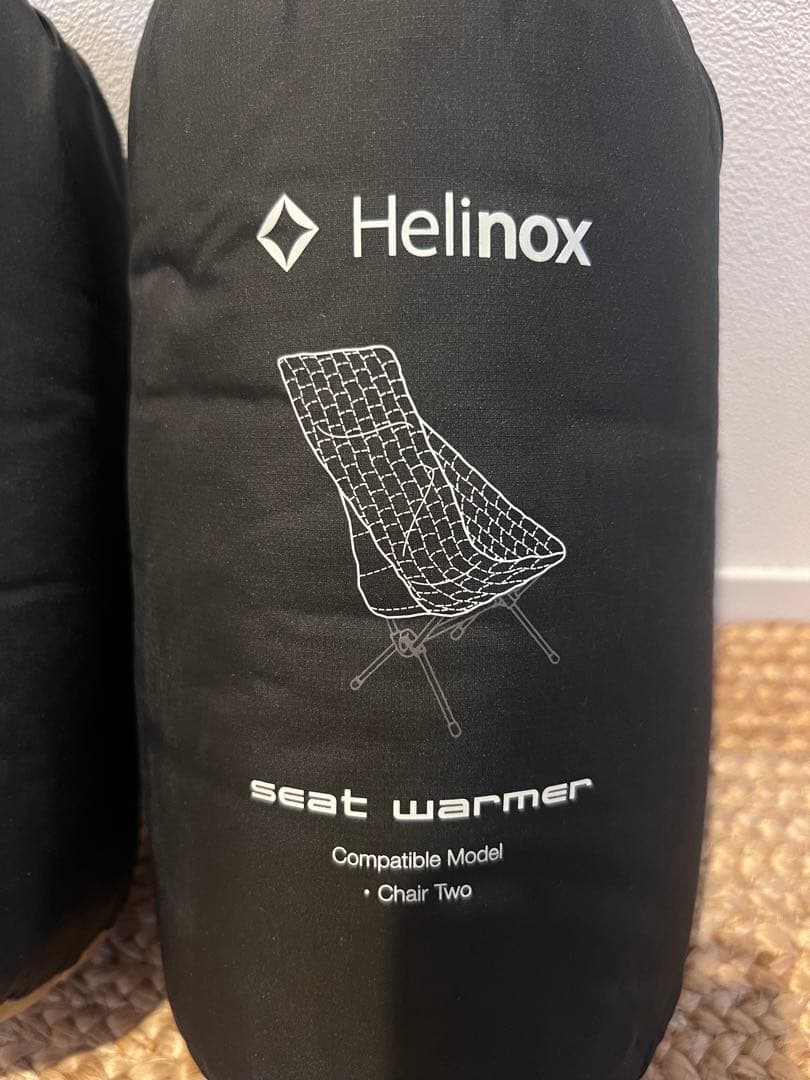 Helinox
seat warmer
Compatible Model
• Chair Two